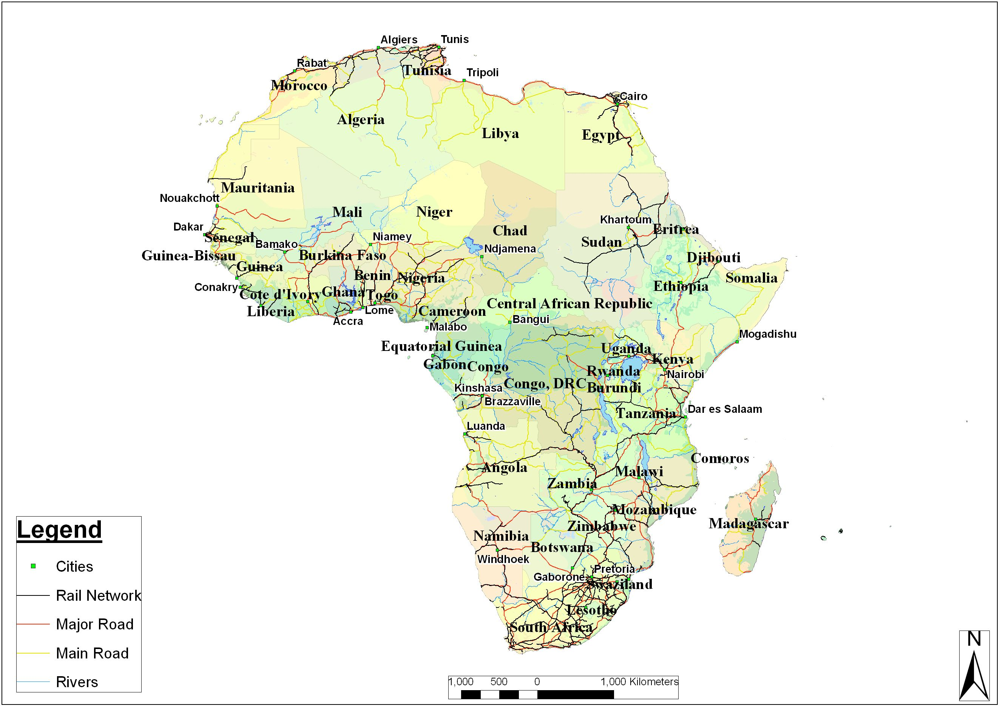 Algiers
Tunis
Rabat
Tunisia
Tripoli
Morocco
Cairo
Algeria
Libya
Egypt
Mauritania
Nouakchott
Mali
Niger
Khartoum
Dakar
Chad
Eritrea
Senegal
Niamey
Sudan
Bamako
Ndjamena
Guinea-Bissau
Burkina Faso
Djibouti
Guinea
Benin
Nigeria
Somalia
Conakry
Ethiopia
Cote d'Ivory
Ghana
Togo
Central African Republic
Liberia
Lome
Cameroon
Accra
Bangui
Malabo
Mogadishu
Equatorial Guinea
Uganda
Kenya
Gabon
Congo
Rwanda
Nairobi
Congo, DRC
Burundi
Kinshasa
Brazzaville
Tanzania
Dar es Salaam
Luanda
Comoros
Angola
Malawi
Zambia
Mozambique
Madagascar
Zimbabwe
Namibia
Botswana
Windhoek
Pretoria
Gaborone
Swaziland
Lesotho
South Africa
Legend
Cities
Rail Network
Major Road
Main Road
Rivers
1,000 500 0 1,000 Kilometers
N